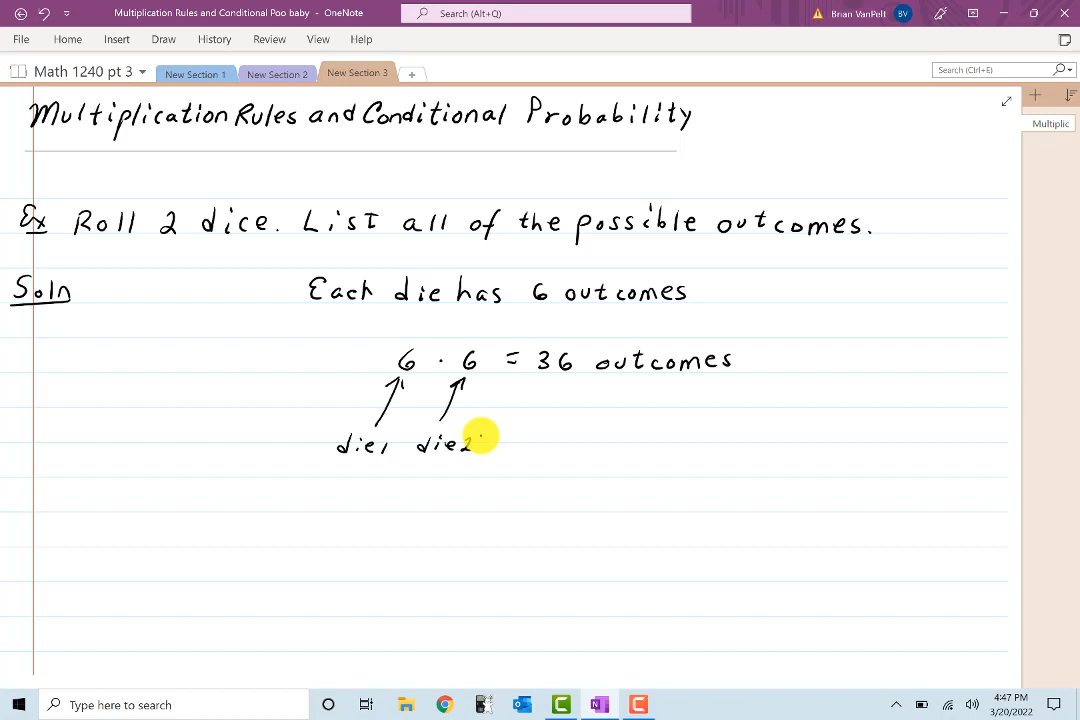 Multiplication Rules and Conditional Poo baby - OneNote
Search (Alt+Q)
Brian VanPelt BV
File Home Insert Draw History Review View Help
Math 1240 pt 3 New Section 1 New Section 2 New Section 3
Search (Ctrl+E)
Multiplic
Multiplication Rules and Conditional Probability
Ex Roll 2 dice. List all of the possible outcomes.
Soln Each die has 6 outcomes
6 · 6 = 36 outcomes
die1 die2
Type here to search
4:47 PM
3/20/2022